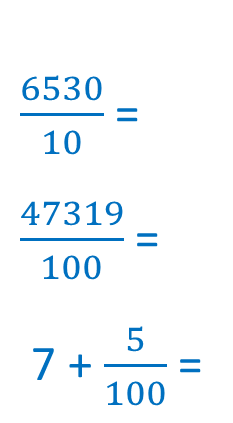 6530/10 =
47319/100 =
7 + 5/100 =